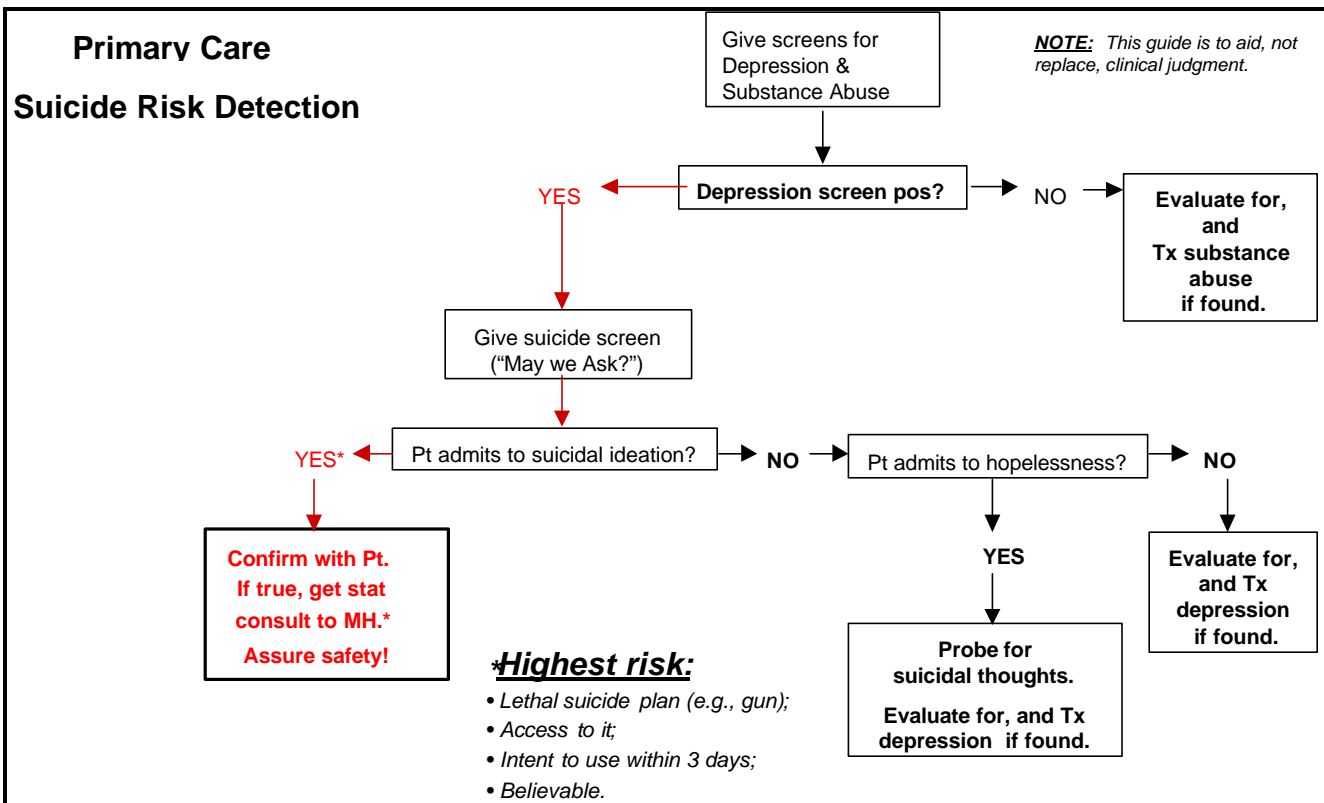 Primary Care
Suicide Risk Detection
Give screens for
Depression &
Substance Abuse
NOTE: This guide is to aid, not
replace, clinical judgment.
YES
Depression screen pos?
NO
Evaluate for,
and
Tx substance
abuse
if found.
Give suicide screen
(“May we Ask?”)
YES*
Pt admits to suicidal ideation?
NO
Pt admits to hopelessness?
NO
Confirm with Pt.
If true, get stat
consult to MH.*
Assure safety!
YES
Evaluate for,
and Tx
depression
if found.
Probe for
suicidal thoughts.
Evaluate for, and Tx
depression if found.
*Highest risk:
• Lethal suicide plan (e.g., gun);
• Access to it;
• Intent to use within 3 days;
• Believable.